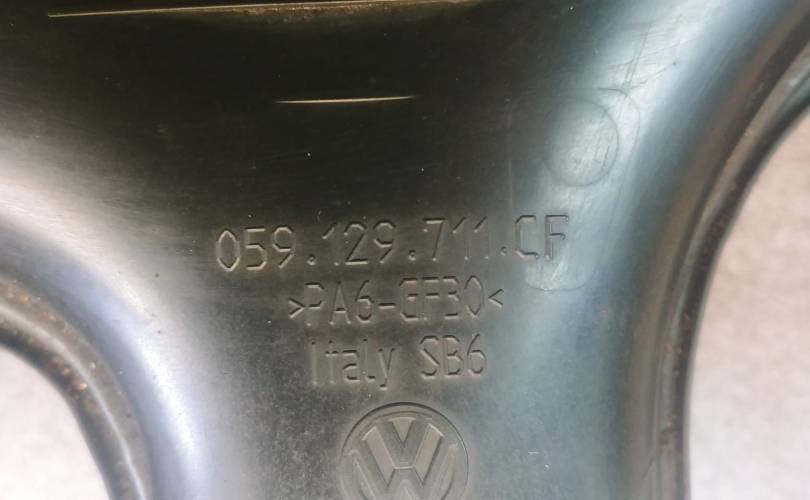 059.129.711.CF
>PA6-GF30<
Italy SB6